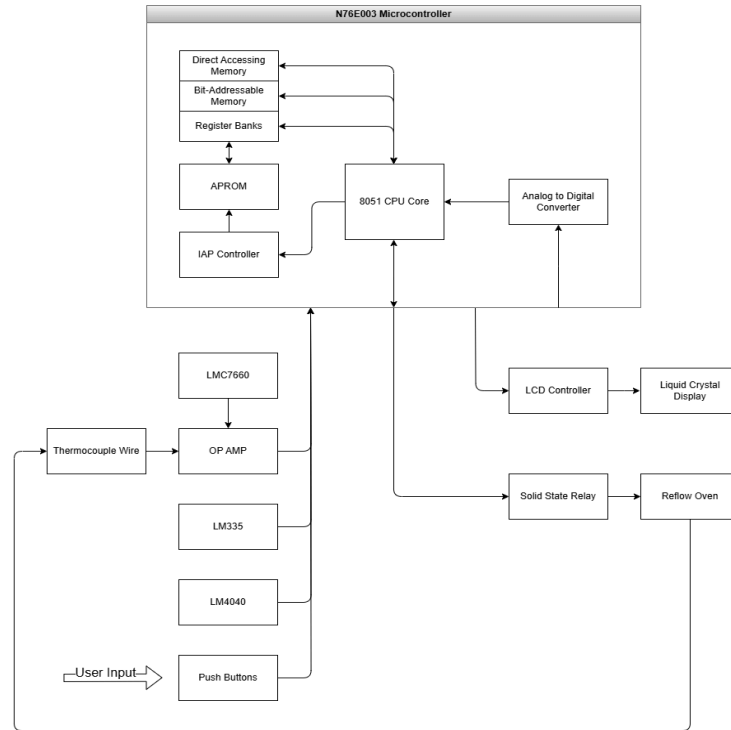 N76E003 Microcontroller
Direct Accessing
Memory
Bit-Addressable
Memory
Register Banks
APROM
IAP Controller
8051 CPU Core
Analog to Digital
Converter
LMC7660
LCD Controller
Liquid Crystal
Display
Thermocouple Wire
OP AMP
Solid State Relay
Reflow Oven
LM335
LM4040
User Input
Push Buttons